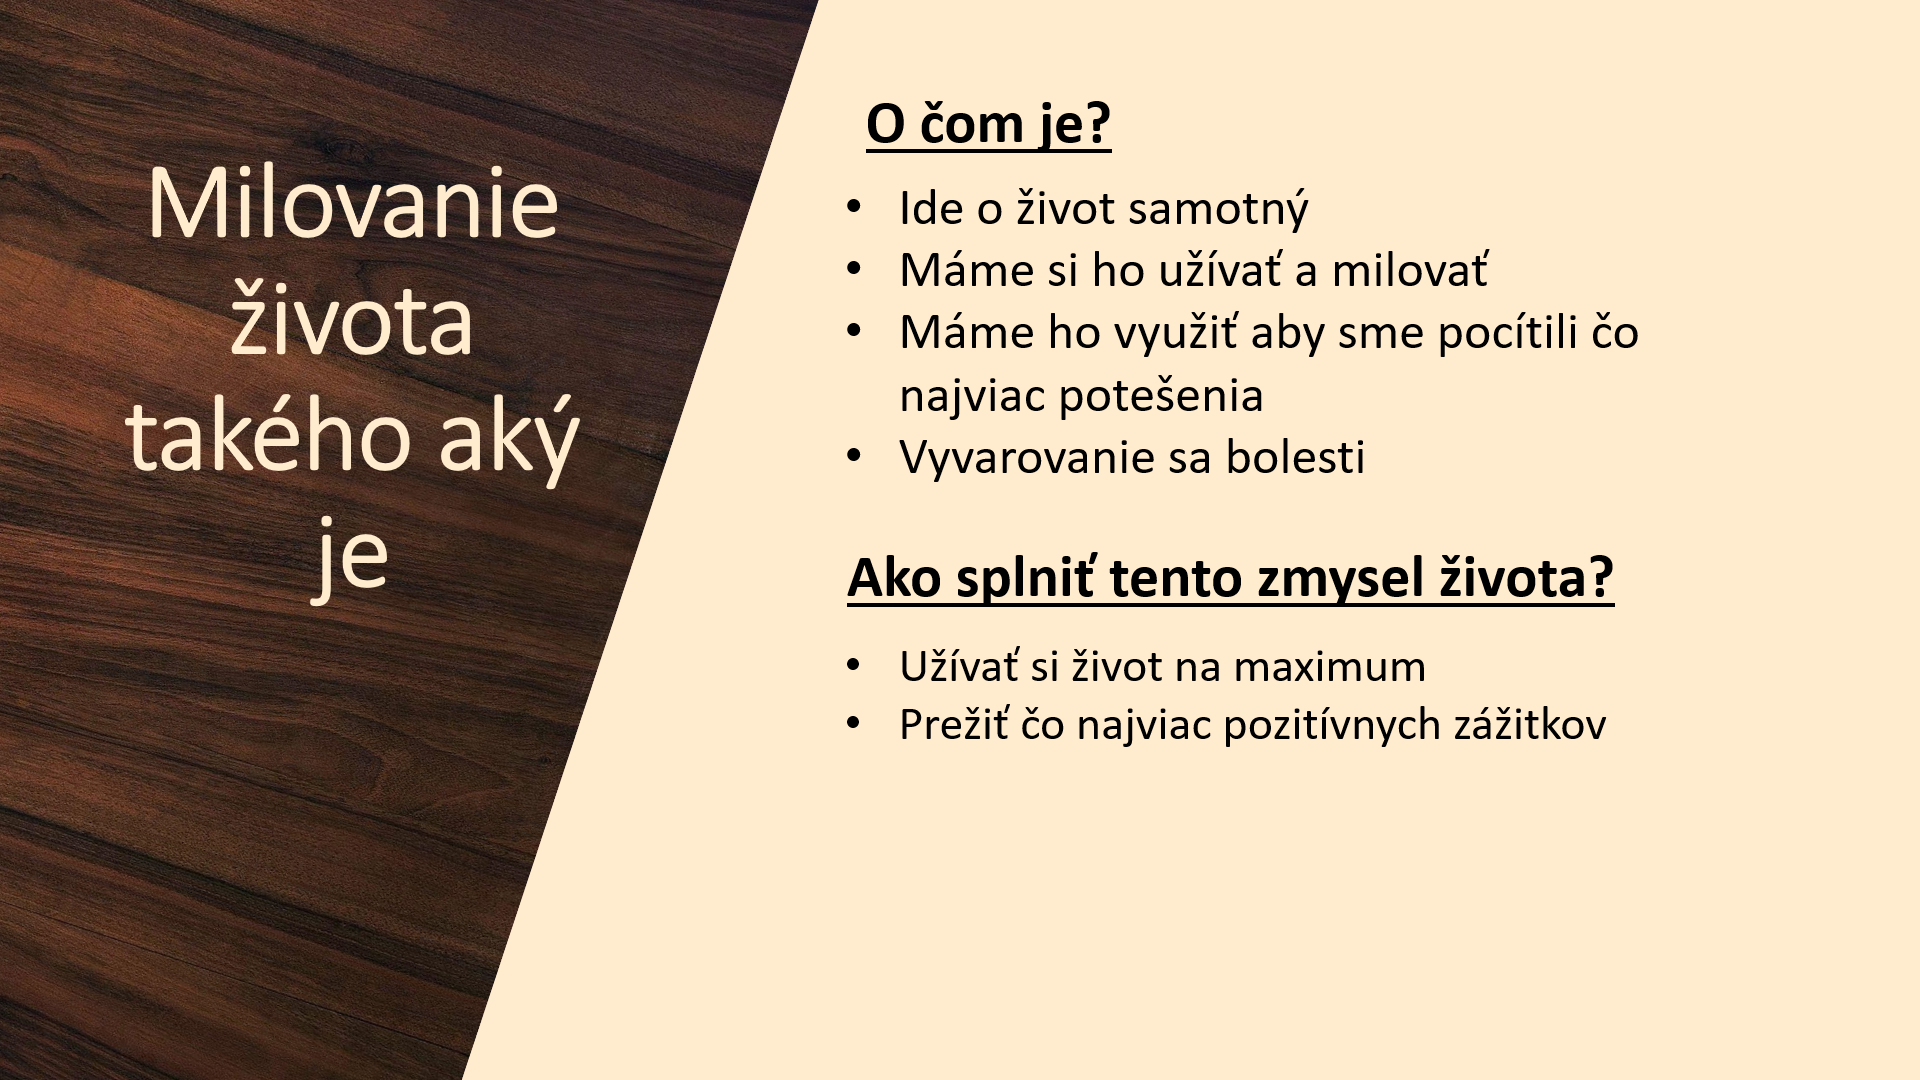 Milovanie
života
takého aký
je
O čom je?
• Ide o život samotný
• Máme si ho užívať a milovať
• Máme ho využiť aby sme pocítili čo
najviac potešenia
• Vyvarovanie sa bolesti
Ako splniť tento zmysel života?
• Užívať si život na maximum
• Prežiť čo najviac pozitívnych zážitkov